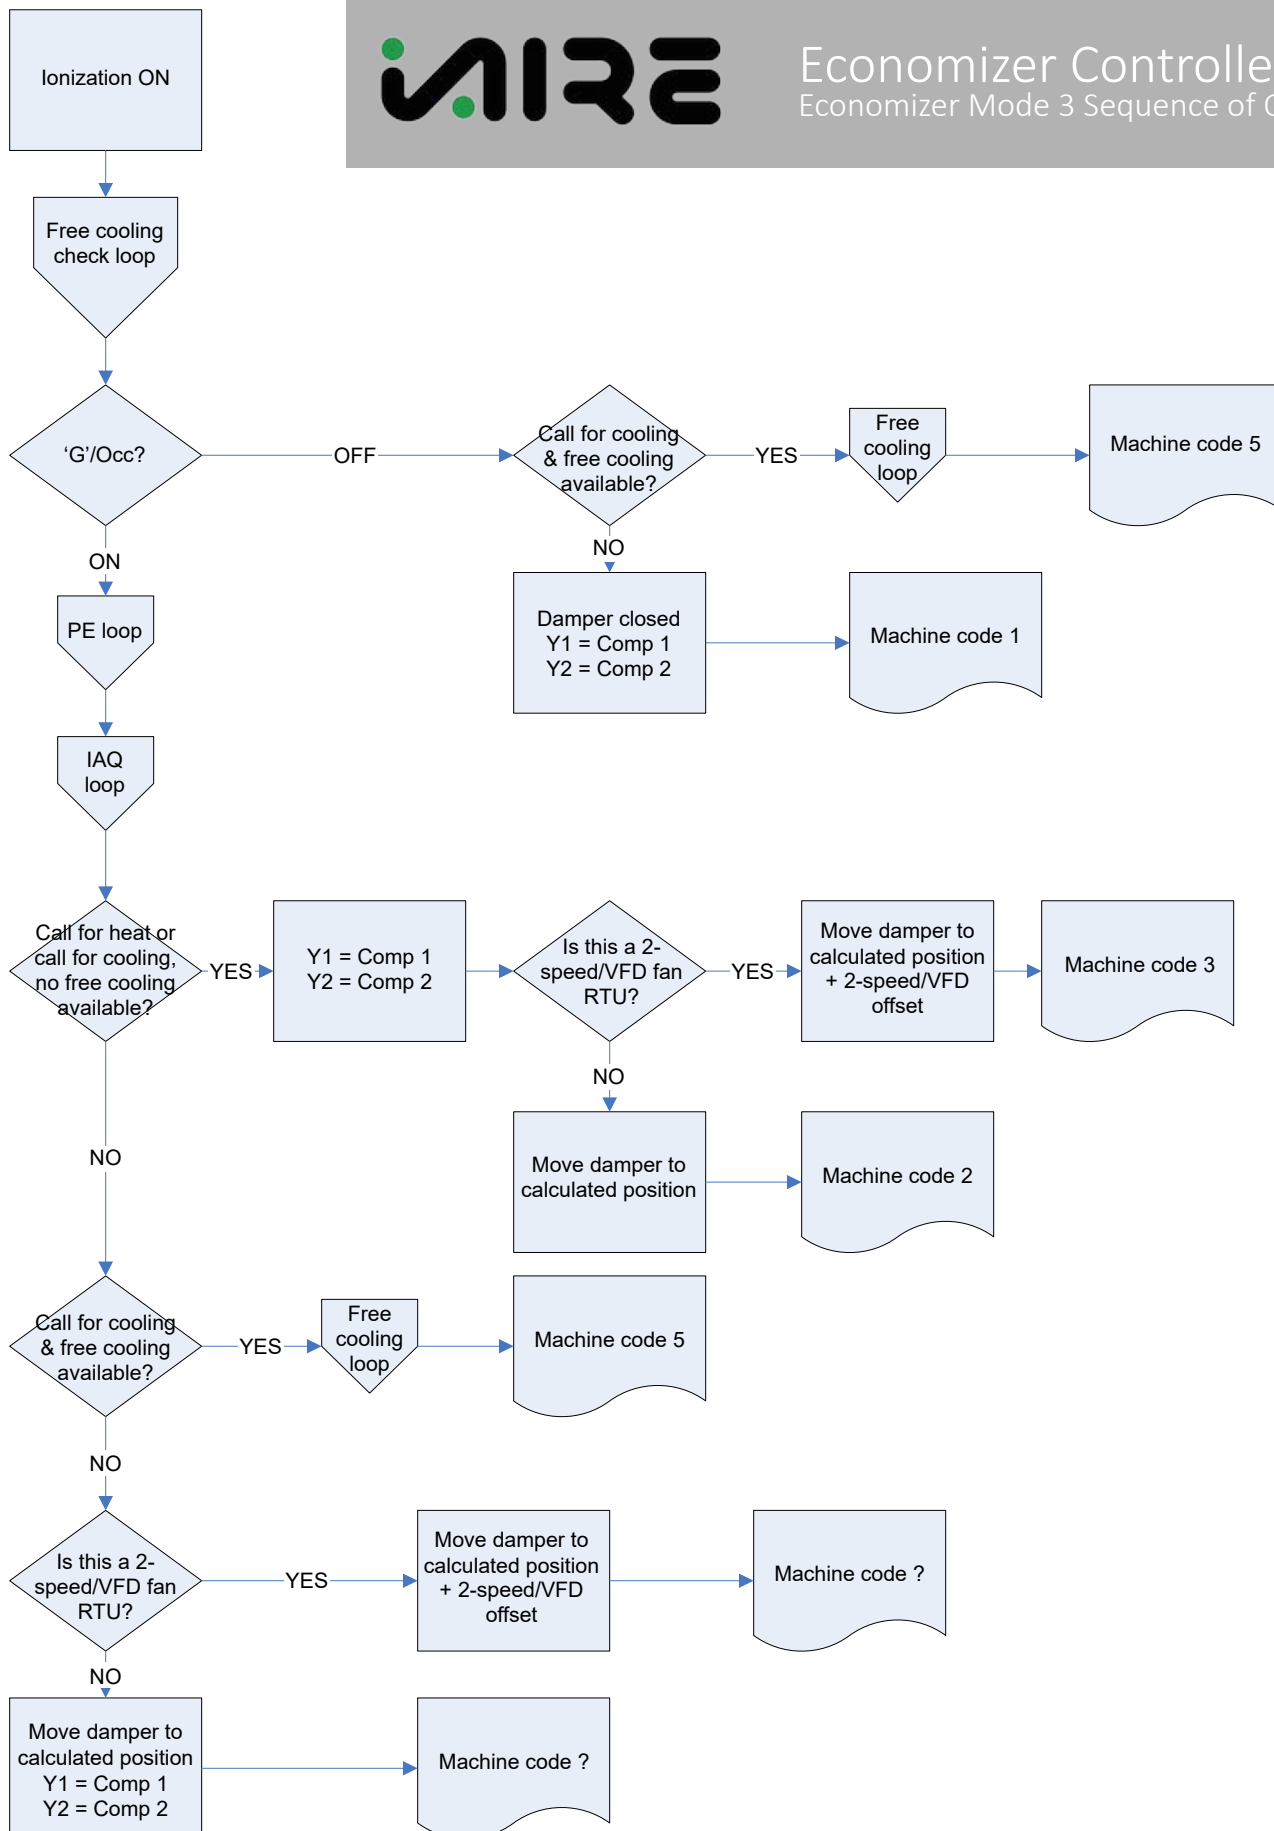 Ionization ON
iAIRE
Economizer Controlle
Economizer Mode 3 Sequence of
Free cooling
check loop
‘G’/Occ?
OFF
Call for cooling
& free cooling
available?
YES
Free
cooling
loop
Machine code 5
ON
NO
PE loop
Damper closed
Y1 = Comp 1
Y2 = Comp 2
Machine code 1
IAQ
loop
Call for heat or
call for cooling,
no free cooling
available?
YES
Y1 = Comp 1
Y2 = Comp 2
Is this a 2-
speed/VFD fan
RTU?
YES
Move damper to
calculated position
+ 2-speed/VFD
offset
Machine code 3
NO
Move damper to
calculated position
Machine code 2
NO
Call for cooling
& free cooling
available?
YES
Free
cooling
loop
Machine code 5
NO
Is this a 2-
speed/VFD fan
RTU?
YES
Move damper to
calculated position
+ 2-speed/VFD
offset
Machine code ?
NO
Move damper to
calculated position
Y1 = Comp 1
Y2 = Comp 2
Machine code ?